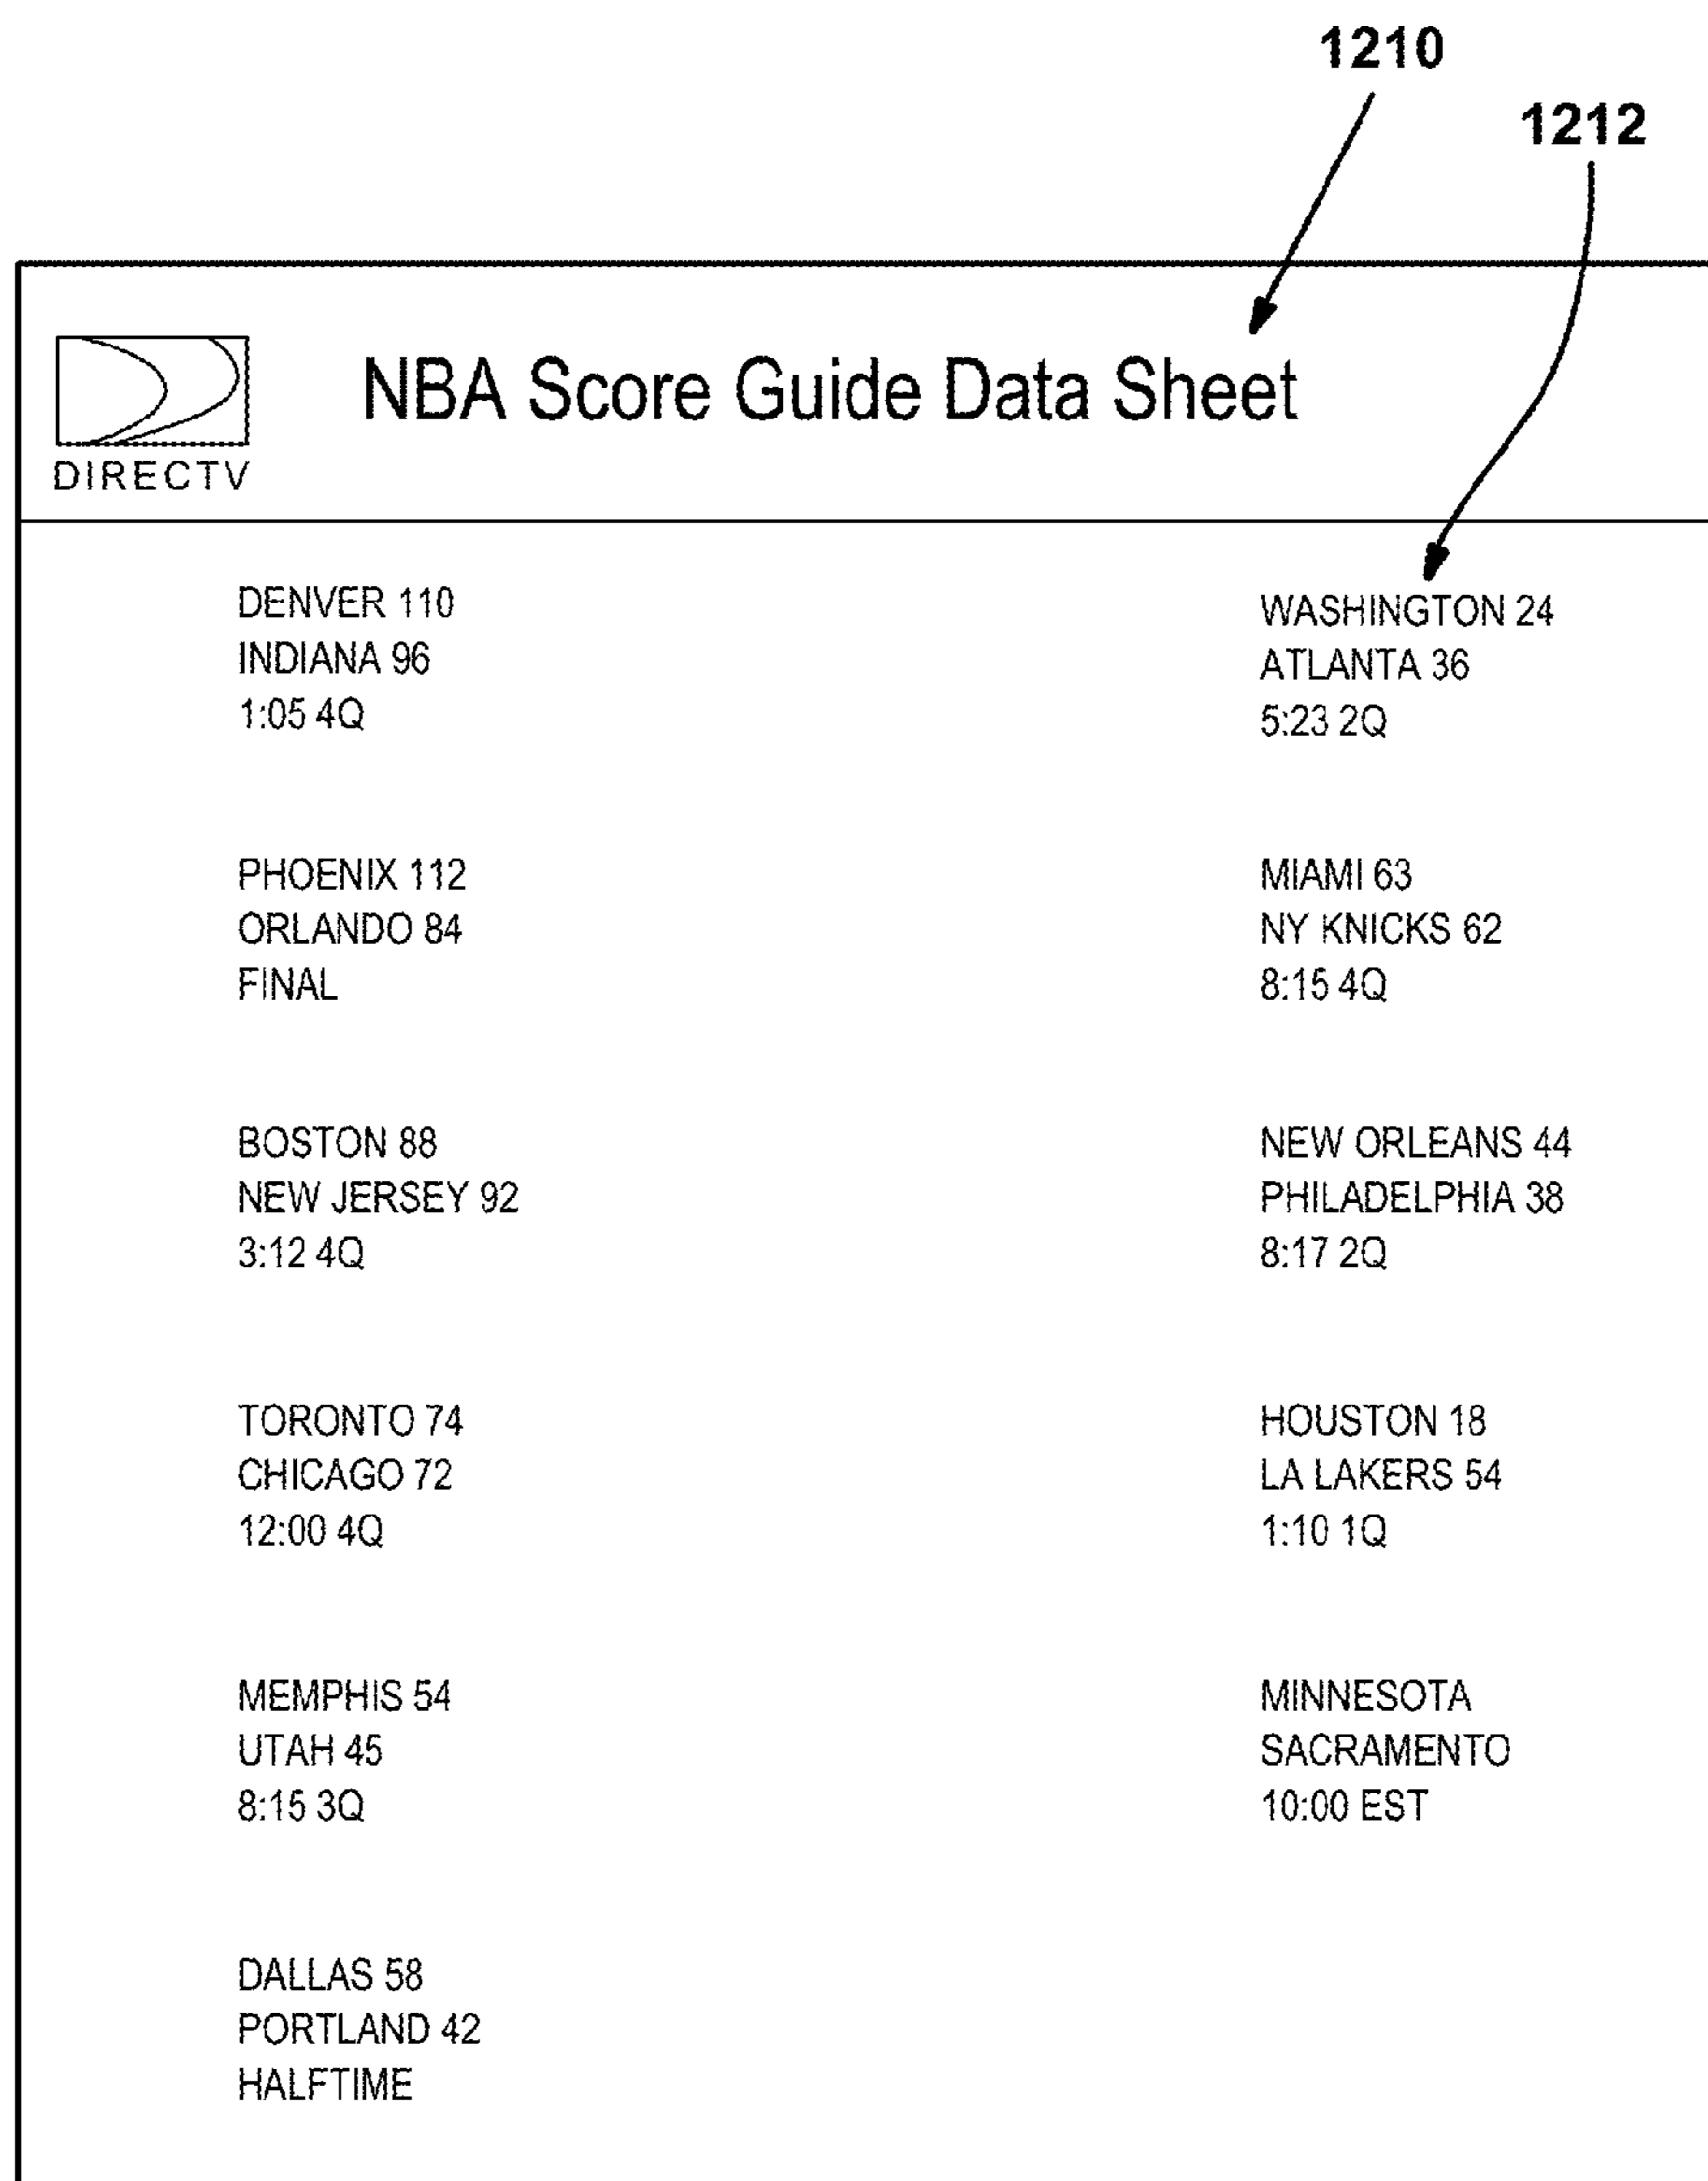 1210
1212
DIRECTV
NBA Score Guide Data Sheet
DENVER 110
INDIANA 96
1:05 4Q
WASHINGTON 24
ATLANTA 36
5:23 2Q
PHOENIX 112
ORLANDO 84
FINAL
MIAMI 63
NY KNICKS 62
8:15 4Q
BOSTON 88
NEW JERSEY 92
3:12 4Q
NEW ORLEANS 44
PHILADELPHIA 38
8:17 2Q
TORONTO 74
CHICAGO 72
12:00 4Q
HOUSTON 18
LA LAKERS 54
1:10 1Q
MEMPHIS 54
UTAH 45
8:15 3Q
MINNESOTA
SACRAMENTO
10:00 EST
DALLAS 58
PORTLAND 42
HALFTIME